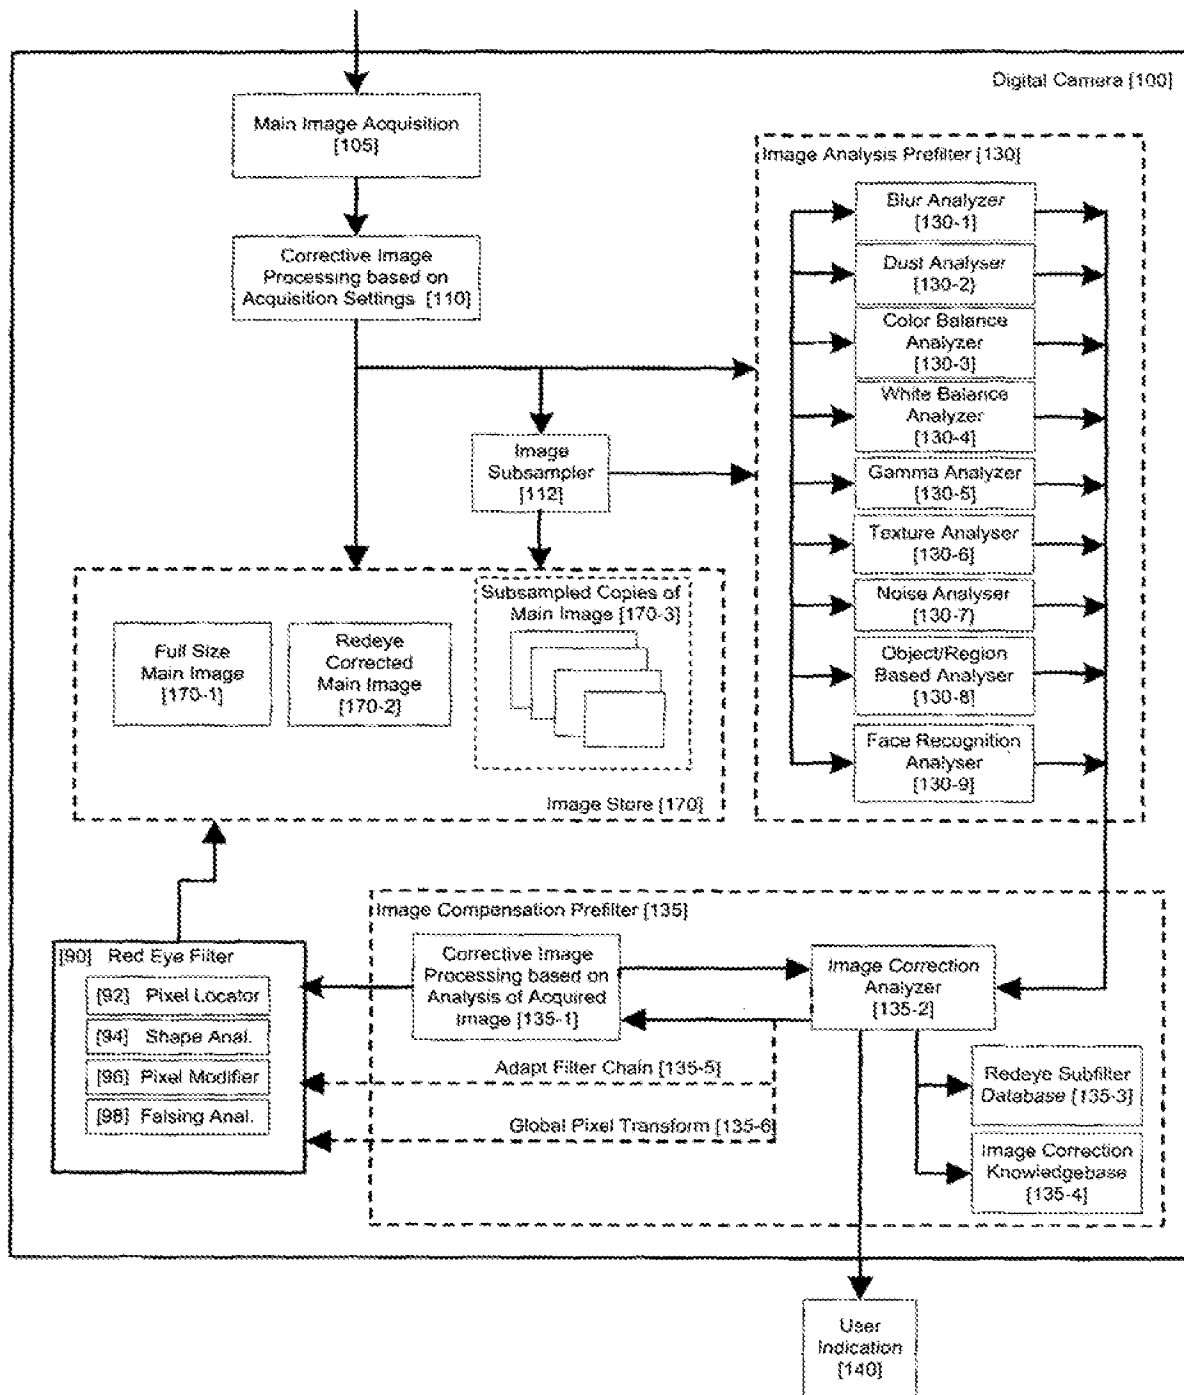 Digital Camera [100]
Main Image Acquisition
[105]
Corrective Image
Processing based on
Acquisition Settings [110]
Image
Subsampler
[112]
Image Analysis Prefilter [130]
Blur Analyzer
[130-1]
Dust Analyser
[130-2]
Color Balance
Analyzer
[130-3]
White Balance
Analyzer
[130-4]
Gamma Analyzer
[130-5]
Texture Analyser
[130-6]
Noise Analyser
[130-7]
Object/Region
Based Analyser
[130-8]
Face Recognition
Analyser
[130-9]
Full Size
Main Image
[170-1]
Redeye
Corrected
Main Image
[170-2]
Subsampled Copies of
Main Image [170-3]
Image Store [170]
Image Compensation Prefilter [135]
[90] Red Eye Filter
[92] Pixel Locator
[94] Shape Anal.
[96] Pixel Modifier
[98] Falsing Anal.
Corrective Image
Processing based on
Analysis of Acquired
Image [135-1]
Image Correction
Analyzer
[135-2]
Adapt Filter Chain [135-5]
Global Pixel Transform [135-6]
Redeye Subfilter
Database [135-3]
Image Correction
Knowledgebase
[135-4]
User
Indication
[140]